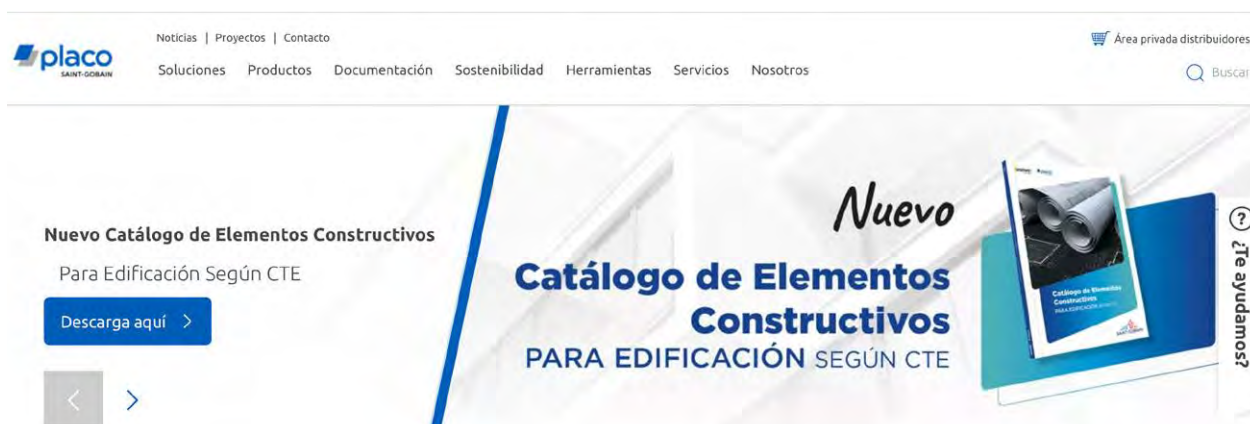 placo
SAINT-GOBAIN
Noticias | Proyectos | Contacto
Soluciones Productos Documentación Sostenibilidad Herramientas Servicios Nosotros
Área privada distribuidores
Buscar
Nuevo Catálogo de Elementos Constructivos
Para Edificación Según CTE
Descarga aquí
Nuevo
Catálogo de Elementos
Constructivos
PARA EDIFICACIÓN SEGÚN CTE
Catálogo de Elementos
Constructivos
¿Te ayudamos?